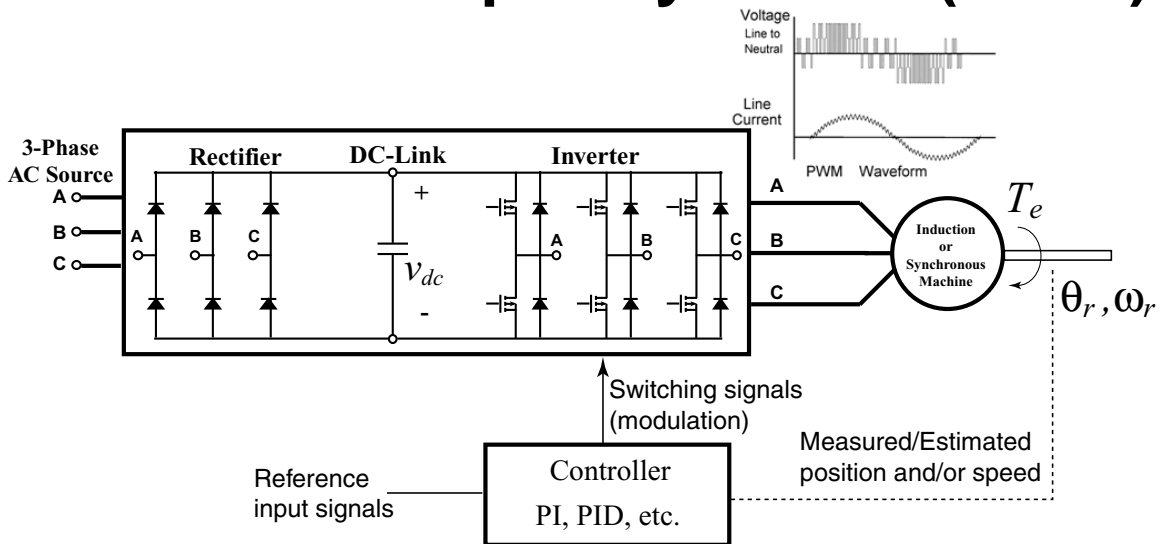 Voltage
Line to
Neutral
Line
Current
PWM Waveform
3-Phase
AC Source
A
B
C
Rectifier
DC-Link
Inverter
A
B
C
+
v_dc
-
A
B
C
A
B
C
Induction
or
Synchronous
Machine
T_e
θ_r, ω_r
Switching signals
(modulation)
Controller
PI, PID, etc.
Reference
input signals
Measured/Estimated
position and/or speed